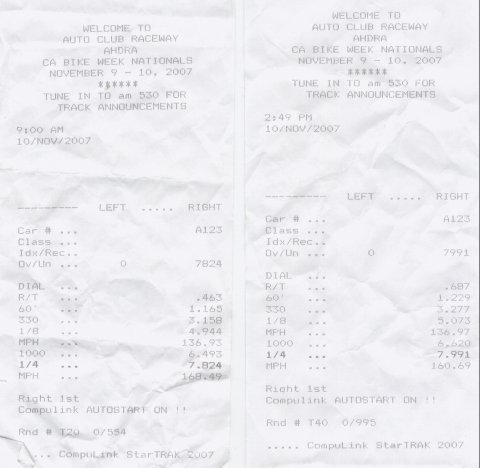 WELCOME TO
AUTO CLUB RACEWAY
AHDRA
CA BIKE WEEK NATIONALS
NOVEMBER 9 - 10, 2007
******
TUNE IN TO am 530 FOR
TRACK ANNOUNCEMENTS
9:00 AM
10/NOV/2007
--------- LEFT ..... RIGHT
Car # ... A123
Class ...
Idx/Rec..
Ov/Un ... 0 7824
DIAL ...
R/T ... .463
60' ... 1.165
330 ... 3.158
1/8 ... 4.944
MPH ... 136.93
1000 ... 6.493
1/4 ... 7.824
MPH ... 168.49
Right 1st
Compulink AUTOSTART ON !!
Rnd # T20 0/554
... CompuLink StarTRAK 2007
WELCOME TO
AUTO CLUB RACEWAY
AHDRA
CA BIKE WEEK NATIONALS
NOVEMBER 9 - 10, 2007
******
TUNE IN TO am 530 FOR
TRACK ANNOUNCEMENTS
2:49 PM
10/NOV/2007
--------- LEFT ..... RIGHT
Car # ... A123
Class ...
Idx/Rec..
Ov/Un ... 0 7991
DIAL ...
R/T ... .687
60' ... 1.229
330 ... 3.277
1/8 ... 5.073
MPH ... 136.97
1000 ... 6.620
1/4 ... 7.991
MPH ... 160.69
Right 1st
Compulink AUTOSTART ON !!
Rnd # T40 0/995
..... CompuLink StarTRAK 2007